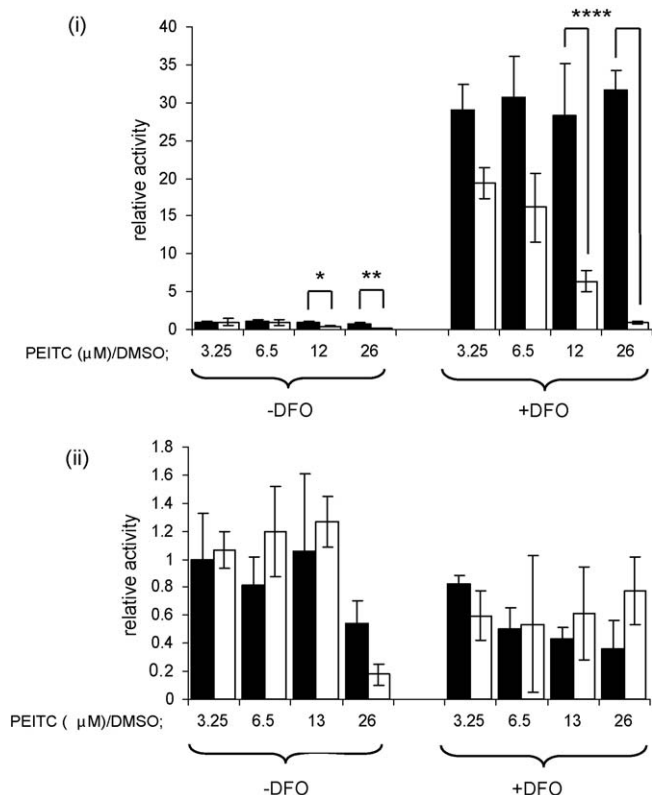 (i)
relative activity
40
35
30
25
20
15
10
5
0
*
**
****
PEITC (μM)/DMSO; 3.25 6.5 12 26 3.25 6.5 12 26
-DFO +DFO
(ii)
relative activity
1.8
1.6
1.4
1.2
1
0.8
0.6
0.4
0.2
0
PEITC ( μM)/DMSO; 3.25 6.5 13 26 3.25 6.5 13 26
-DFO +DFO